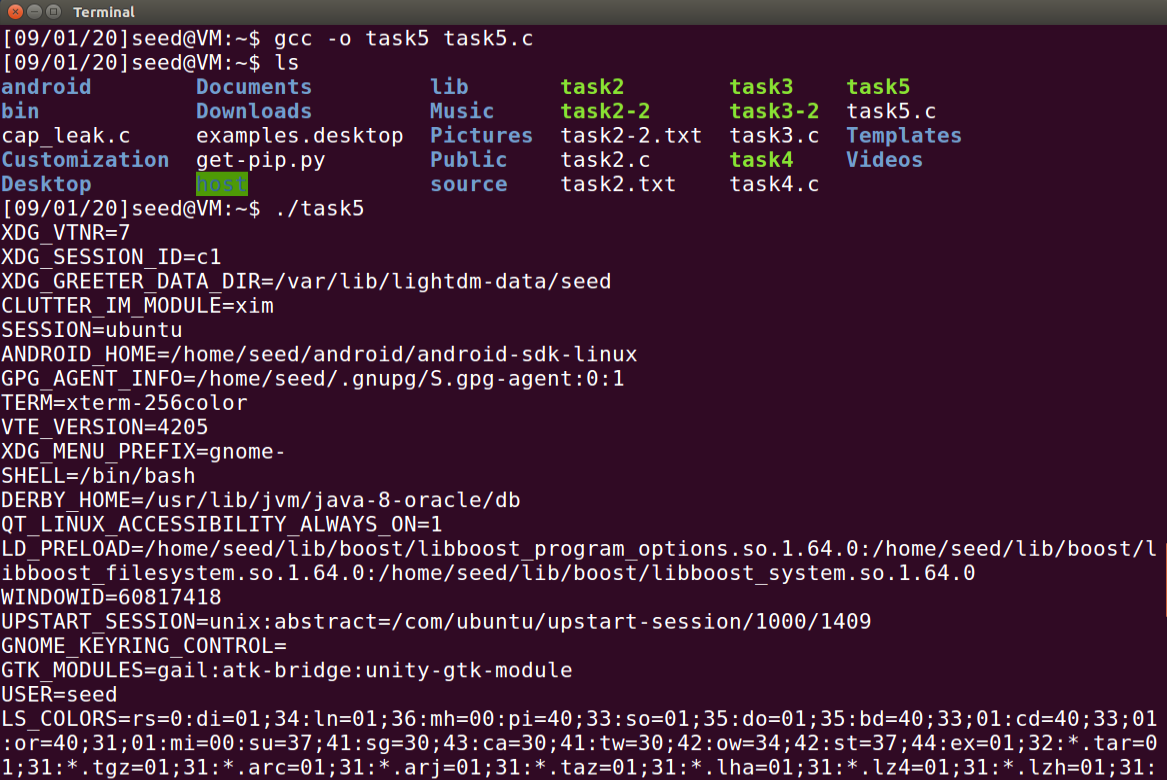 Terminal
[09/01/20]seed@VM:~$ gcc -o task5 task5.c
[09/01/20]seed@VM:~$ ls
android        Documents         lib       task2        task3    task5
bin            Downloads         Music     task2-2      task3-2  task5.c
cap_leak.c     examples.desktop  Pictures  task2-2.txt  task3.c  Templates
Customization  get-pip.py        Public    task2.c      task4    Videos
Desktop        host              source    task2.txt    task4.c
[09/01/20]seed@VM:~$ ./task5
XDG_VTNR=7
XDG_SESSION_ID=c1
XDG_GREETER_DATA_DIR=/var/lib/lightdm-data/seed
CLUTTER_IM_MODULE=xim
SESSION=ubuntu
ANDROID_HOME=/home/seed/android/android-sdk-linux
GPG_AGENT_INFO=/home/seed/.gnupg/S.gpg-agent:0:1
TERM=xterm-256color
VTE_VERSION=4205
XDG_MENU_PREFIX=gnome-
SHELL=/bin/bash
DERBY_HOME=/usr/lib/jvm/java-8-oracle/db
QT_LINUX_ACCESSIBILITY_ALWAYS_ON=1
LD_PRELOAD=/home/seed/lib/boost/libboost_program_options.so.1.64.0:/home/seed/lib/boost/l
ibboost_filesystem.so.1.64.0:/home/seed/lib/boost/libboost_system.so.1.64.0
WINDOWID=60817418
UPSTART_SESSION=unix:abstract=/com/ubuntu/upstart-session/1000/1409
GNOME_KEYRING_CONTROL=
GTK_MODULES=gail:atk-bridge:unity-gtk-module
USER=seed
LS_COLORS=rs=0:di=01;34:ln=01;36:mh=00:pi=40;33:so=01;35:do=01;35:bd=40;33;01:cd=40;33;01
:or=40;31;01:mi=00:su=37;41:sg=30;43:ca=30;41:tw=30;42:ow=34;42:st=37;44:ex=01;32:*.tar=0
1;31:*.tgz=01;31:*.arc=01;31:*.arj=01;31:*.taz=01;31:*.lha=01;31:*.lz4=01;31:*.lzh=01;31: